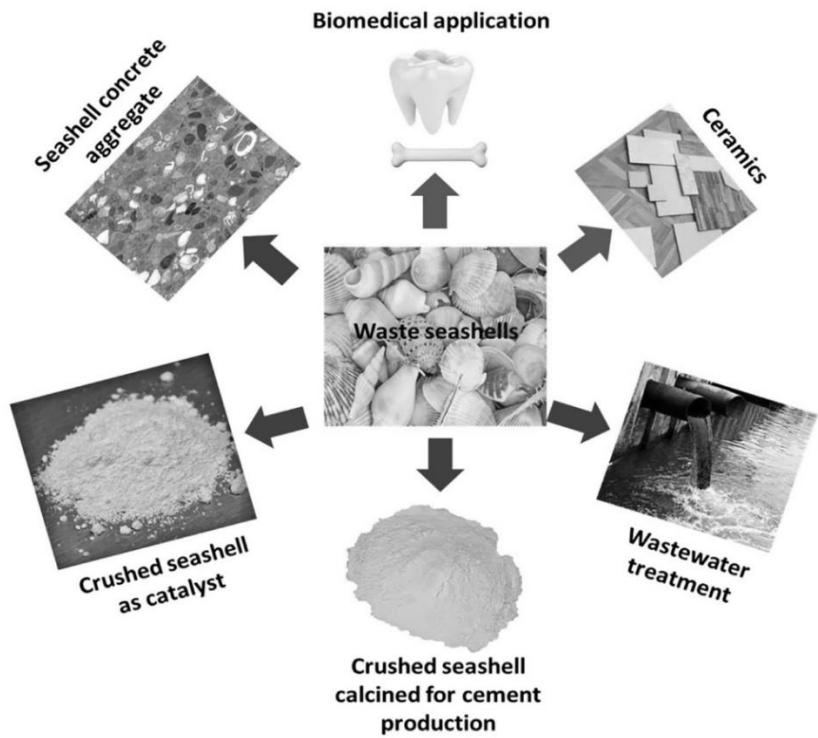 Biomedical application
Seashell concrete
aggregate
Ceramics
Waste seashells
Crushed seashell
as catalyst
Wastewater
treatment
Crushed seashell
calcined for cement
production